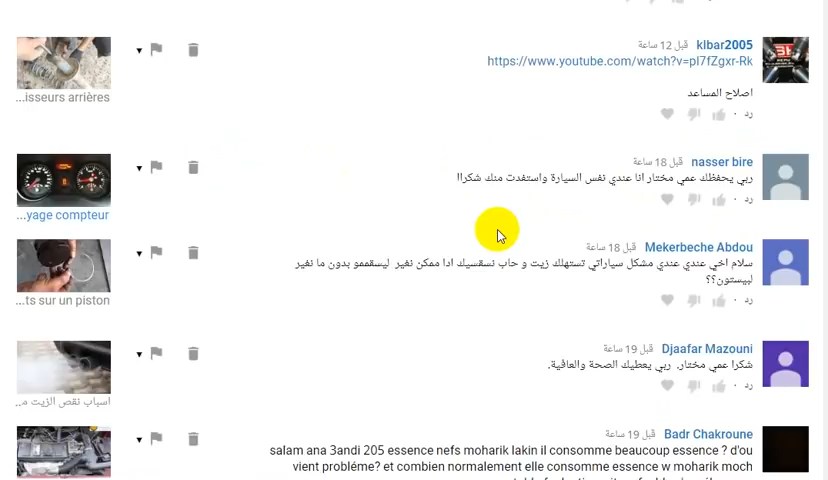 klbar2005 قبل 12 ساعة
https://www.youtube.com/watch?v=pI7fZgxr-Rk
اصلاح المساعد
رد
...isseurs arrières
nasser bire قبل 18 ساعة
ربي يحفظك عمي مختار انا عندي نفس السيارة واستفدت منك شكراا
رد
...yage compteur
Mekerbeche Abdou قبل 18 ساعة
سلام اخي عندي عندي مشكل سياراتي تستهلك زيت و حاب نسقسيك ادا ممكن نغير ليسقممو بدون ما نغير
لبيستون؟؟
رد
...ts sur un piston
Djaafar Mazouni قبل 19 ساعة
شكرا عمي مختار. ربي يعطيك الصحة والعافية.
رد
اسباب نقص الزيت م...
Badr Chakroune قبل 19 ساعة
salam ana 3andi 205 essence nefs moharik lakin il consomme beaucoup essence ? d'ou
vient probléme? et combien normalement elle consomme essence w moharik moch